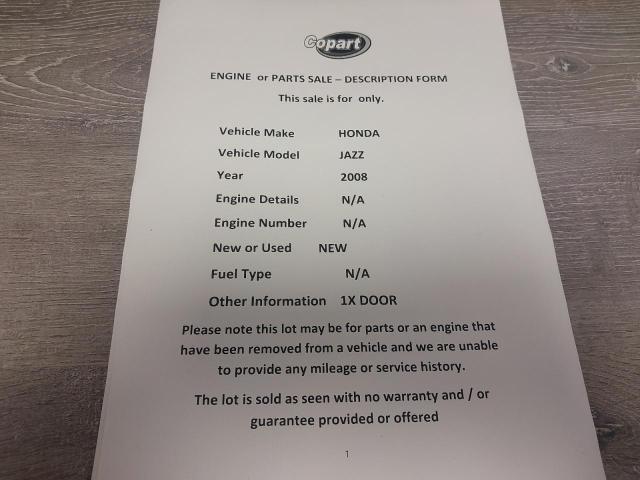 Copart
ENGINE or PARTS SALE – DESCRIPTION FORM
This sale is for only.
Vehicle Make HONDA
Vehicle Model JAZZ
Year 2008
Engine Details N/A
Engine Number N/A
New or Used NEW
Fuel Type N/A
Other Information 1X DOOR
Please note this lot may be for parts or an engine that
have been removed from a vehicle and we are unable
to provide any mileage or service history.
The lot is sold as seen with no warranty and / or
guarantee provided or offered
1